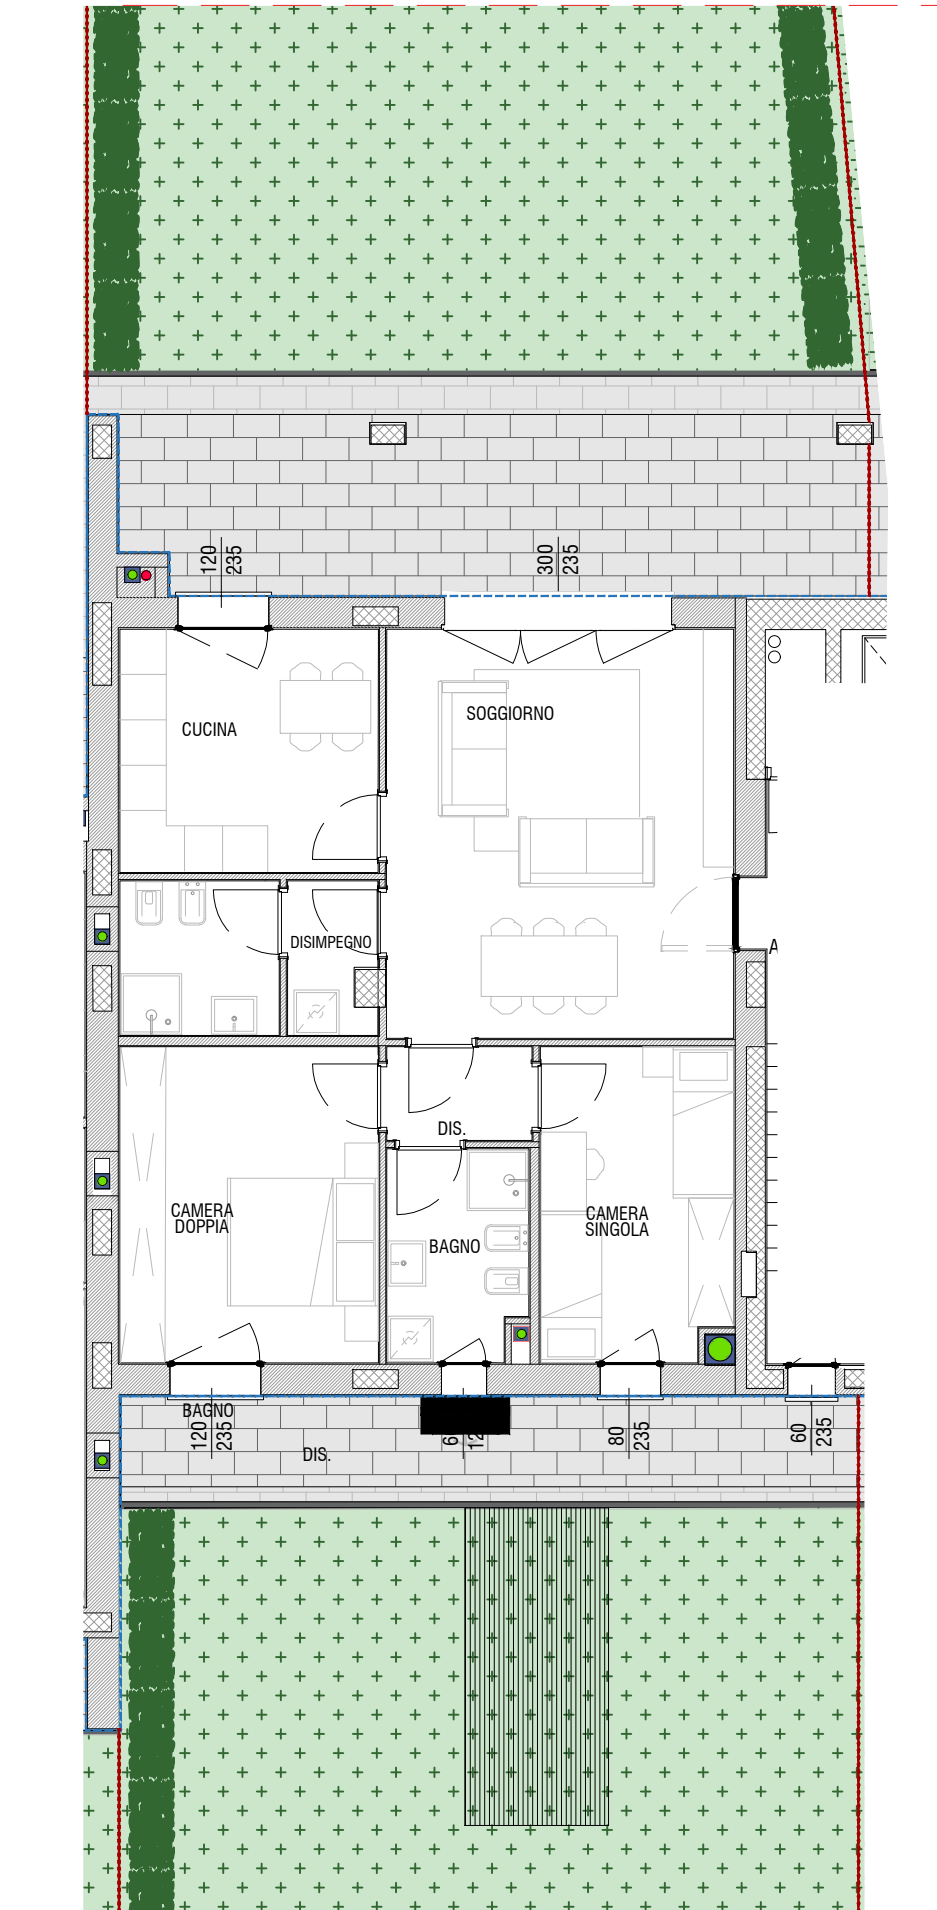 120
235
300
235
CUCINA
SOGGIORNO
DISIMPEGNO
A
DIS.
CAMERA
DOPPIA
CAMERA
SINGOLA
BAGNO
BAGNO
DIS.
120
235
80
235
60
235